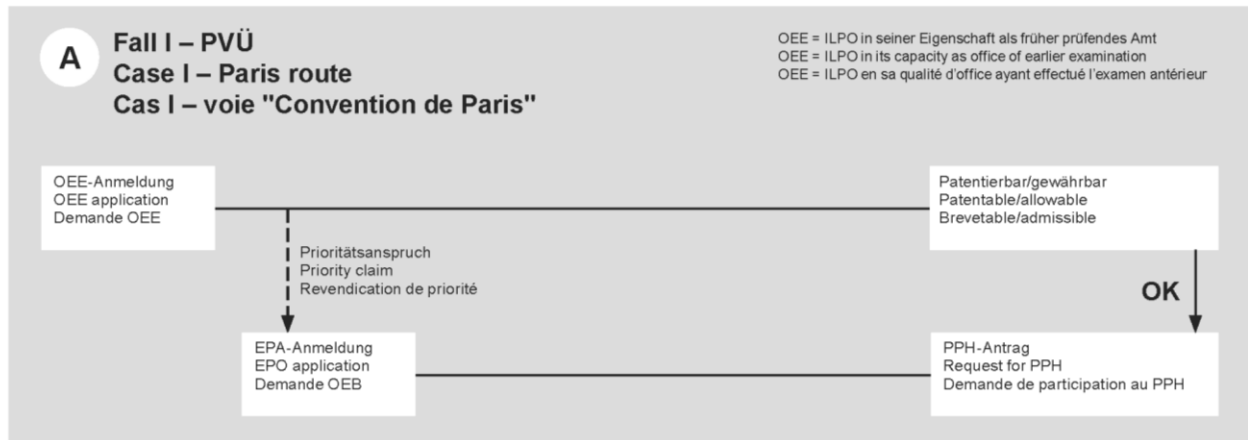 A
Fall I – PVÜ
Case I – Paris route
Cas I – voie "Convention de Paris"
OEE = ILPO in seiner Eigenschaft als früher prüfendes Amt
OEE = ILPO in its capacity as office of earlier examination
OEE = ILPO en sa qualité d'office ayant effectué l'examen antérieur
OEE-Anmeldung
OEE application
Demande OEE
Patentierbar/gewährbar
Patentable/allowable
Brevetable/admissible
Prioritätsanspruch
Priority claim
Revendication de priorité
OK
EPA-Anmeldung
EPO application
Demande OEB
PPH-Antrag
Request for PPH
Demande de participation au PPH